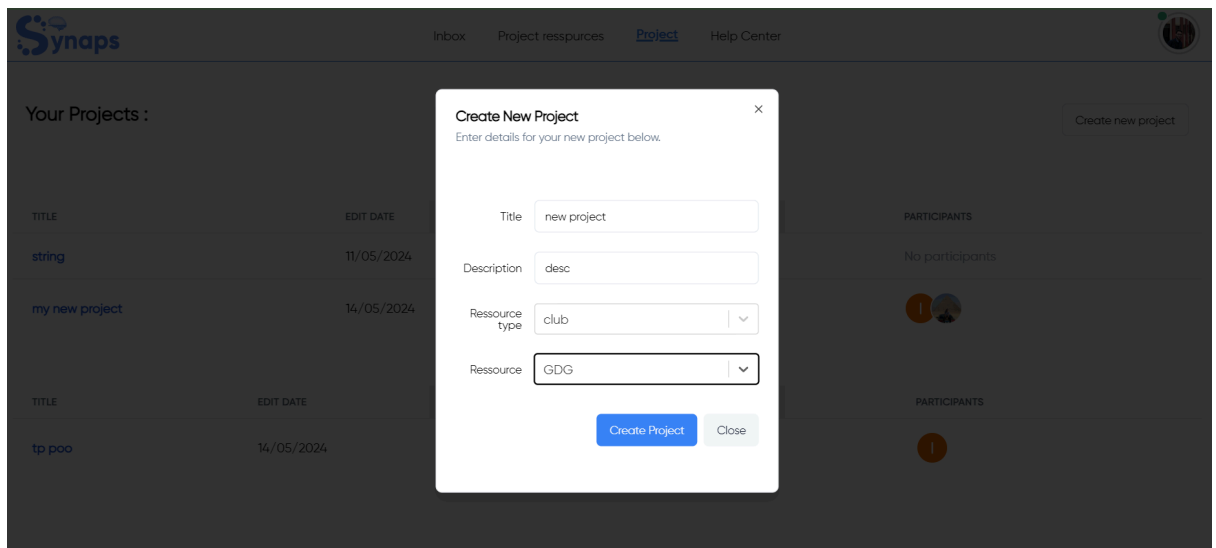 Synaps
Inbox Project resspurces Project Help Center
Your Projects :
Create new project
Create New Project
Enter details for your new project below.
Title new project
Description desc
Ressource type club
Ressource GDG
Create Project Close
TITLE EDIT DATE PARTICIPANTS
string 11/05/2024 No participants
my new project 14/05/2024 I
TITLE EDIT DATE PARTICIPANTS
tp poo 14/05/2024 I